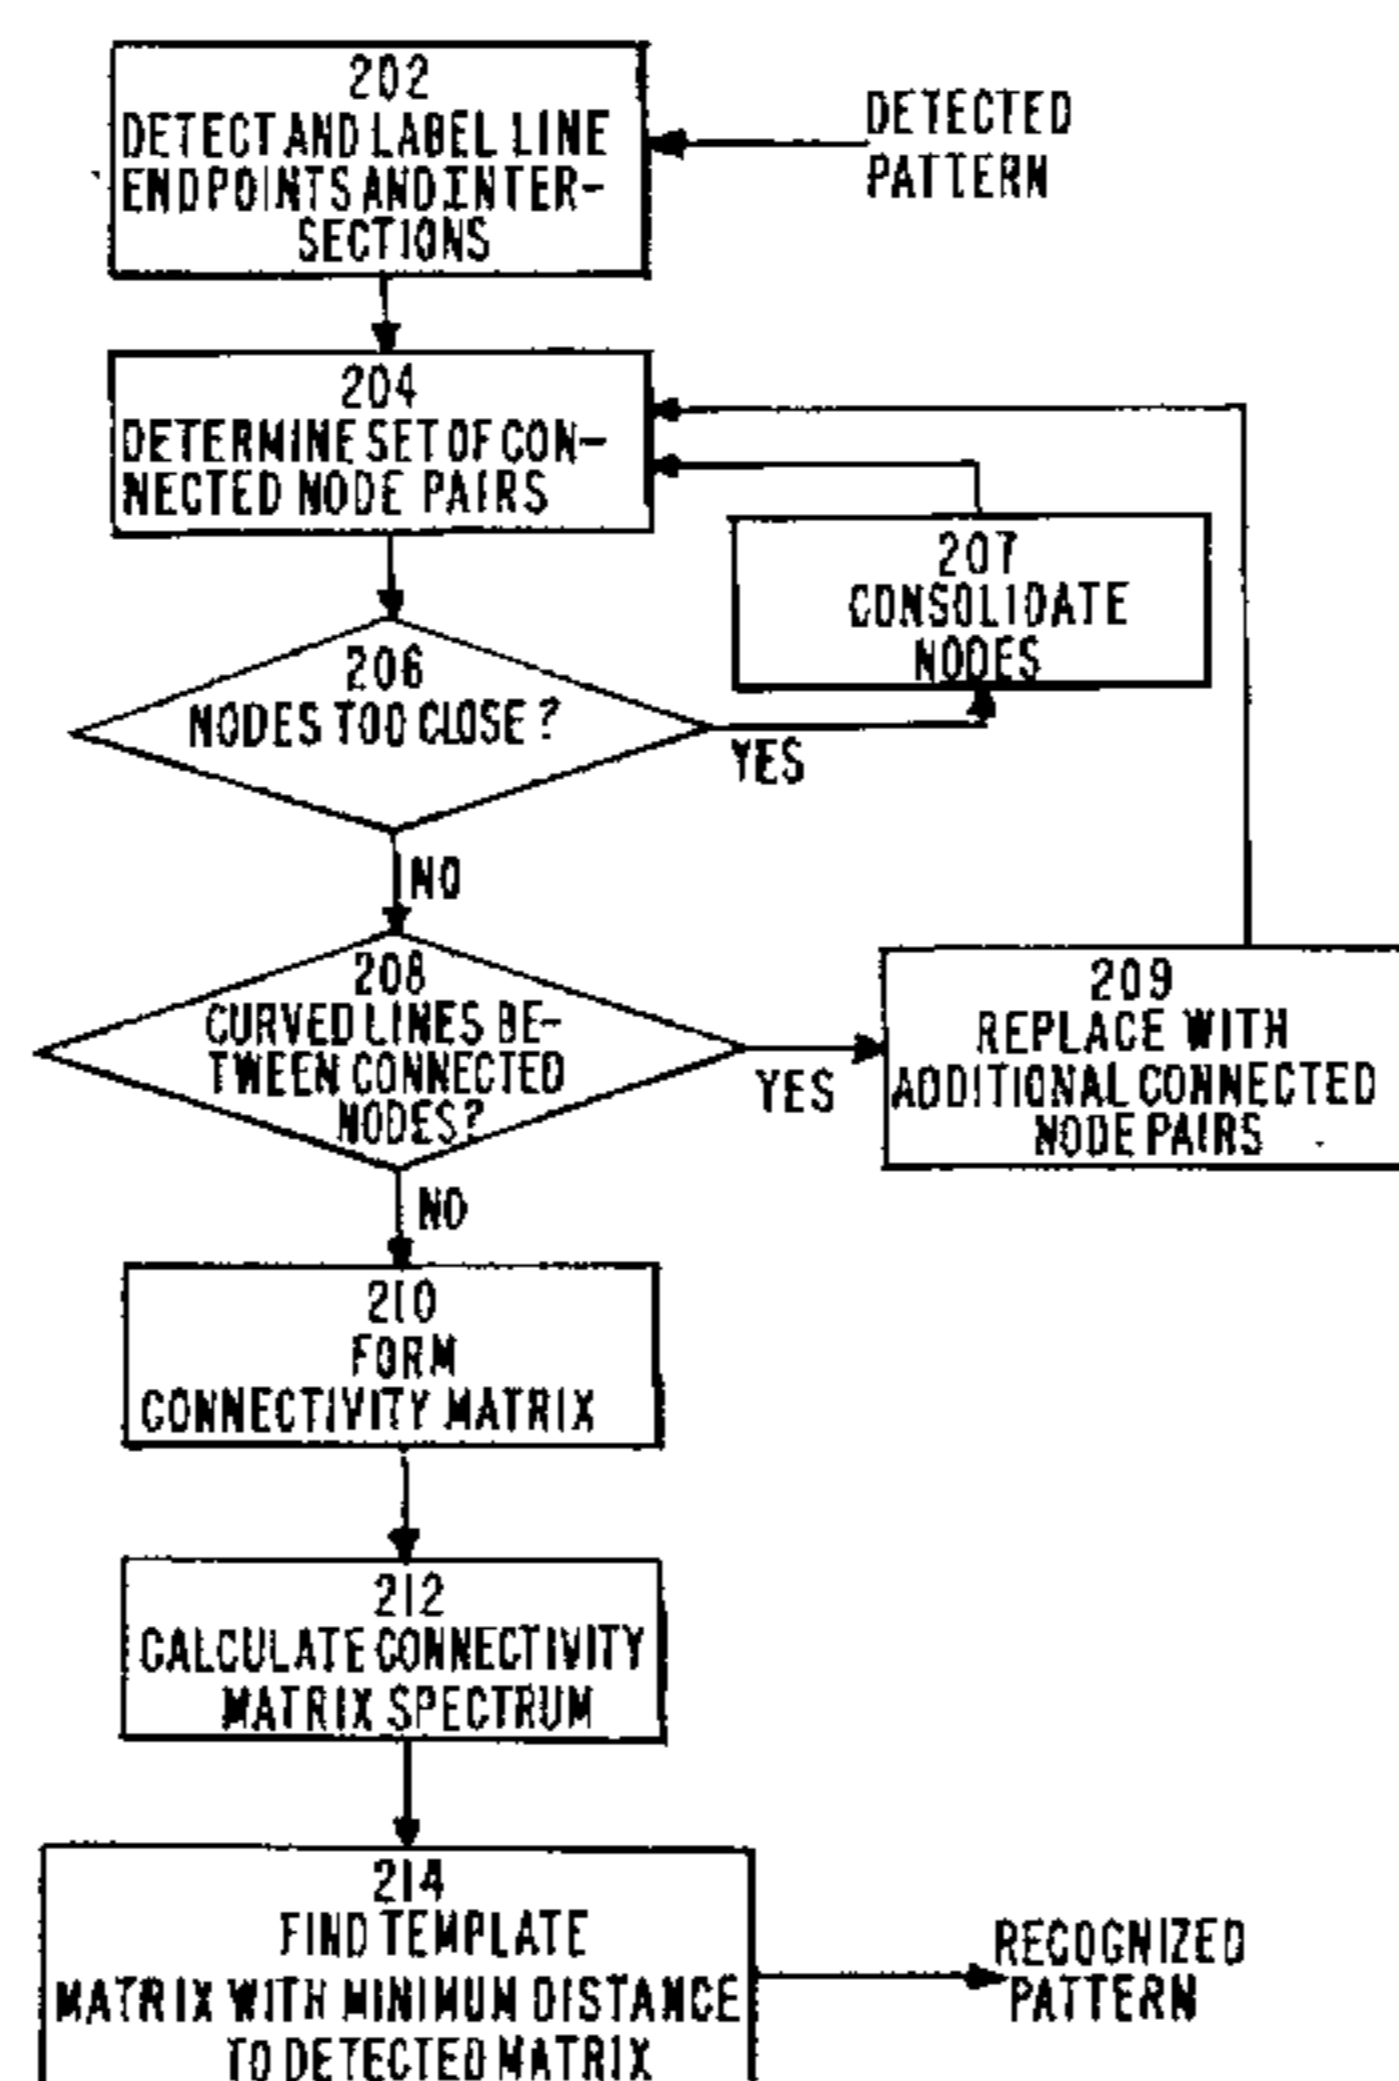 202
DETECT AND LABEL LINE
ENDPOINTS AND INTER-
SECTIONS
DETECTED
PATTERN
204
DETERMINE SET OF CON-
NECTED NODE PAIRS
207
CONSOLIDATE
NODES
206
NODES TOO CLOSE?
YES
NO
208
CURVED LINES BE-
TWEEN CONNECTED
NODES?
YES
209
REPLACE WITH
ADDITIONAL CONNECTED
NODE PAIRS
NO
210
FORM
CONNECTIVITY MATRIX
212
CALCULATE CONNECTIVITY
MATRIX SPECTRUM
214
FIND TEMPLATE
MATRIX WITH MINIMUM DISTANCE
TO DETECTED MATRIX
RECOGNIZED
PATTERN